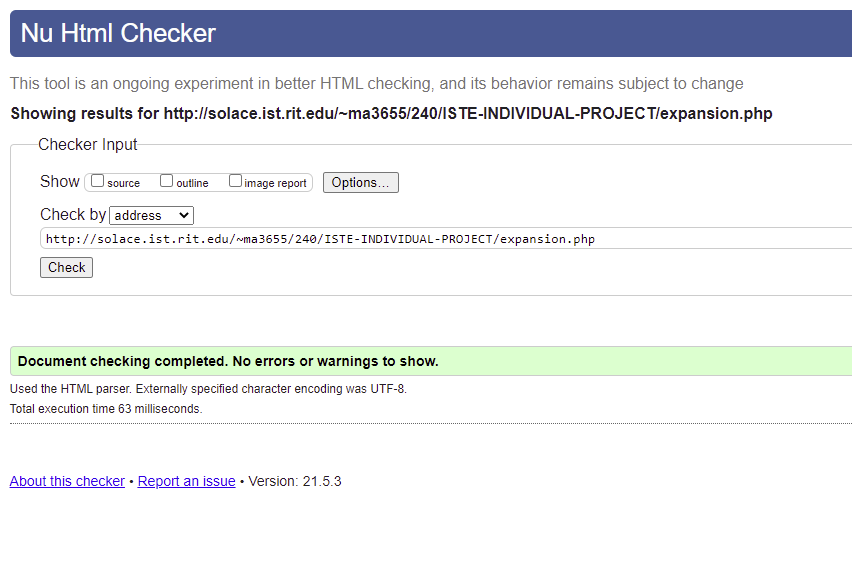 Nu Html Checker
This tool is an ongoing experiment in better HTML checking, and its behavior remains subject to change
Showing results for http://solace.ist.rit.edu/~ma3655/240/ISTE-INDIVIDUAL-PROJECT/expansion.php
Checker Input
Show source outline image report Options...
Check by address
http://solace.ist.rit.edu/~ma3655/240/ISTE-INDIVIDUAL-PROJECT/expansion.php
Check
Document checking completed. No errors or warnings to show.
Used the HTML parser. Externally specified character encoding was UTF-8.
Total execution time 63 milliseconds.
About this checker • Report an issue • Version: 21.5.3